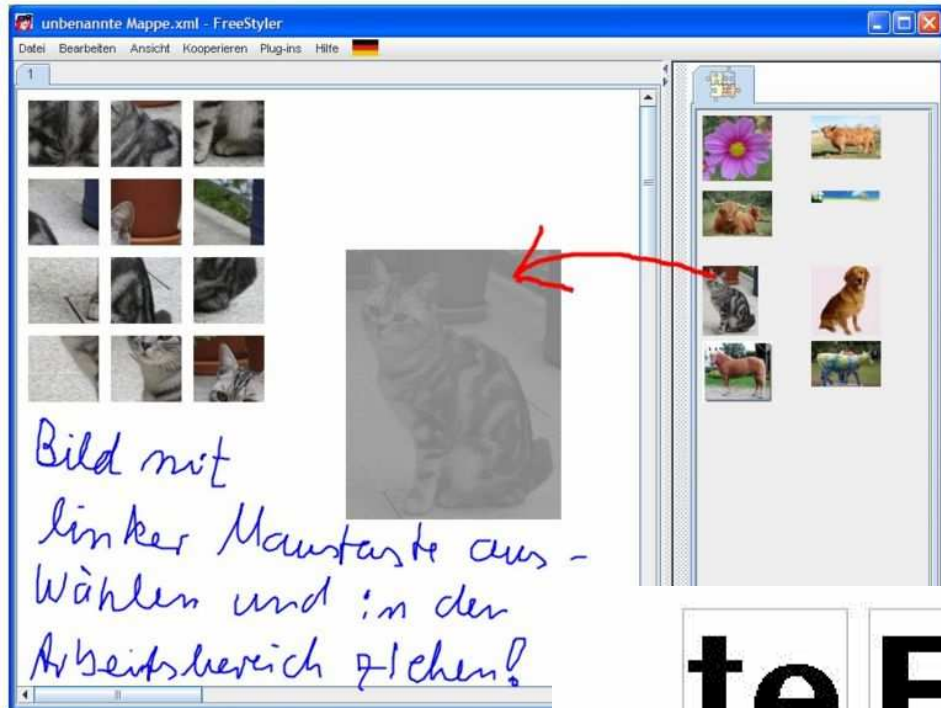 unbenannte Mappe.xml - FreeStyler
Datei Bearbeiten Ansicht Kooperieren Plug-ins Hilfe
1
Bild mit
linker Maustaste aus-
Wählen und in der
Arbeitsbereich ziehen!
te